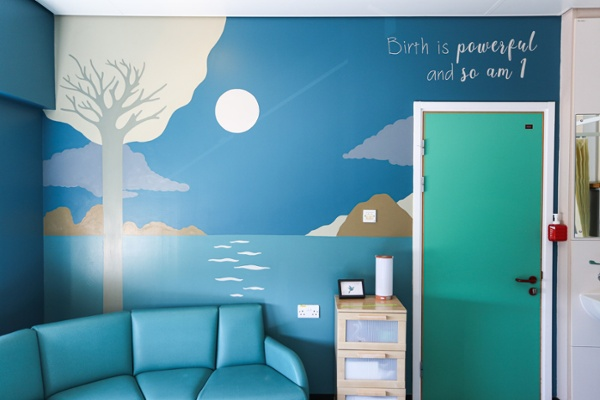 Birth is powerful
and so am I